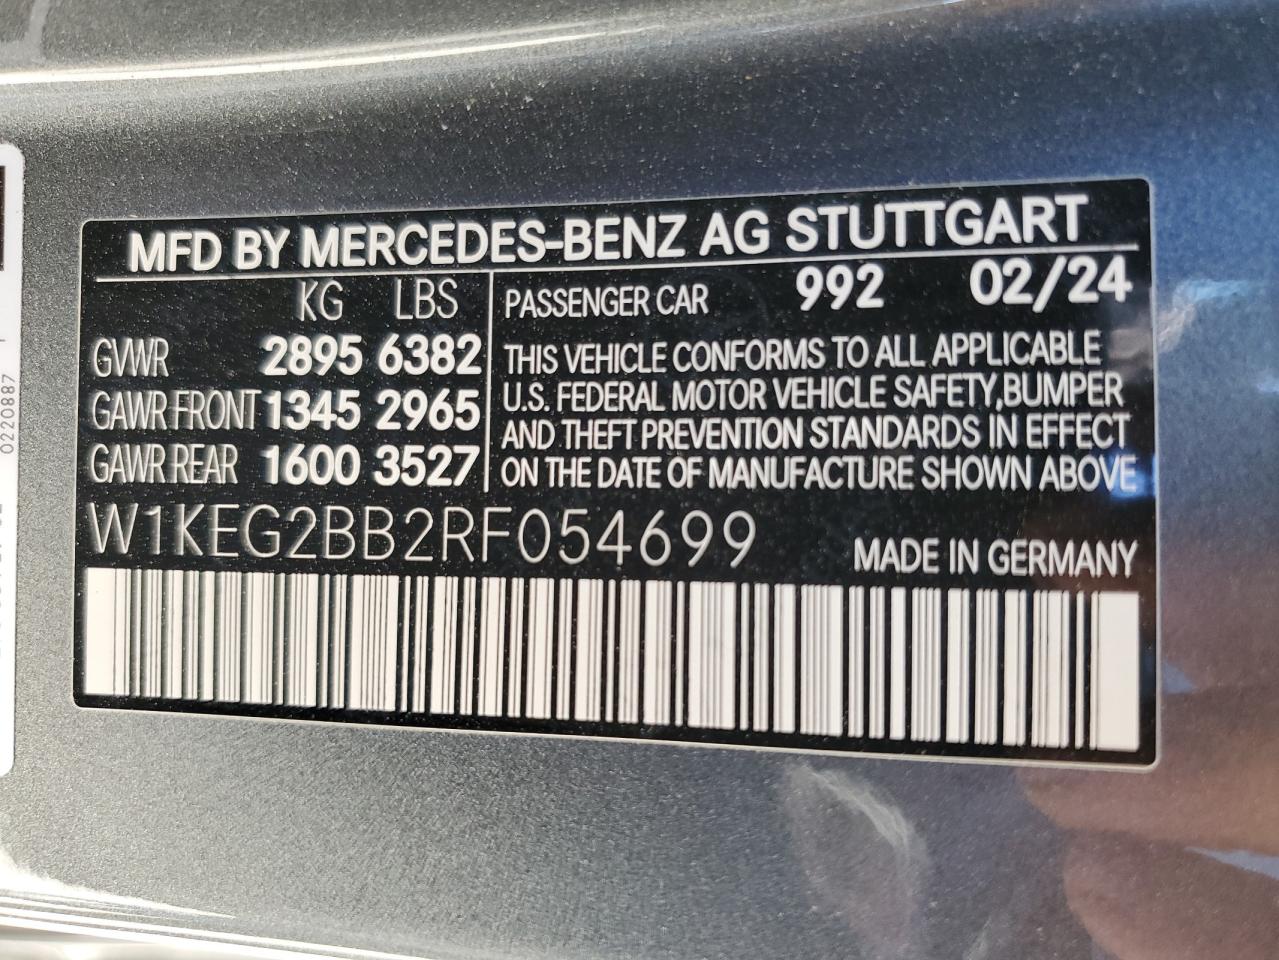 MFD BY MERCEDES-BENZ AG STUTTGART
KG LBS
GVWR 2895 6382
GAWR FRONT 1345 2965
GAWR REAR 1600 3527
PASSENGER CAR 992 02/24
THIS VEHICLE CONFORMS TO ALL APPLICABLE
U.S. FEDERAL MOTOR VEHICLE SAFETY,BUMPER
AND THEFT PREVENTION STANDARDS IN EFFECT
ON THE DATE OF MANUFACTURE SHOWN ABOVE
W1KEG2BB2RF054699
MADE IN GERMANY
0220887